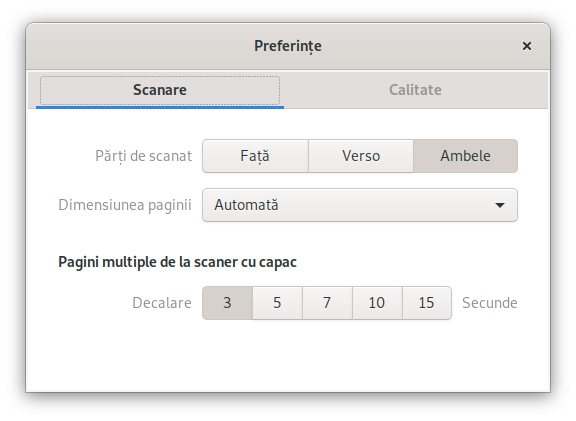 Preferințe
Scanare Calitate
Părți de scanat Față Verso Ambele
Dimensiunea paginii Automată
Pagini multiple de la scaner cu capac
Decalare 3 5 7 10 15 Secunde